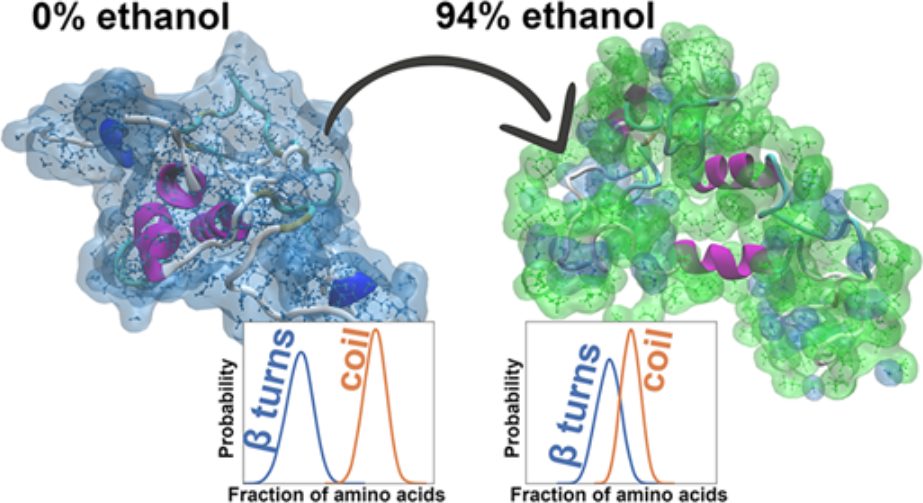 0% ethanol
94% ethanol
β turns
coil
Probability
Fraction of amino acids
β turns
coil
Probability
Fraction of amino acids